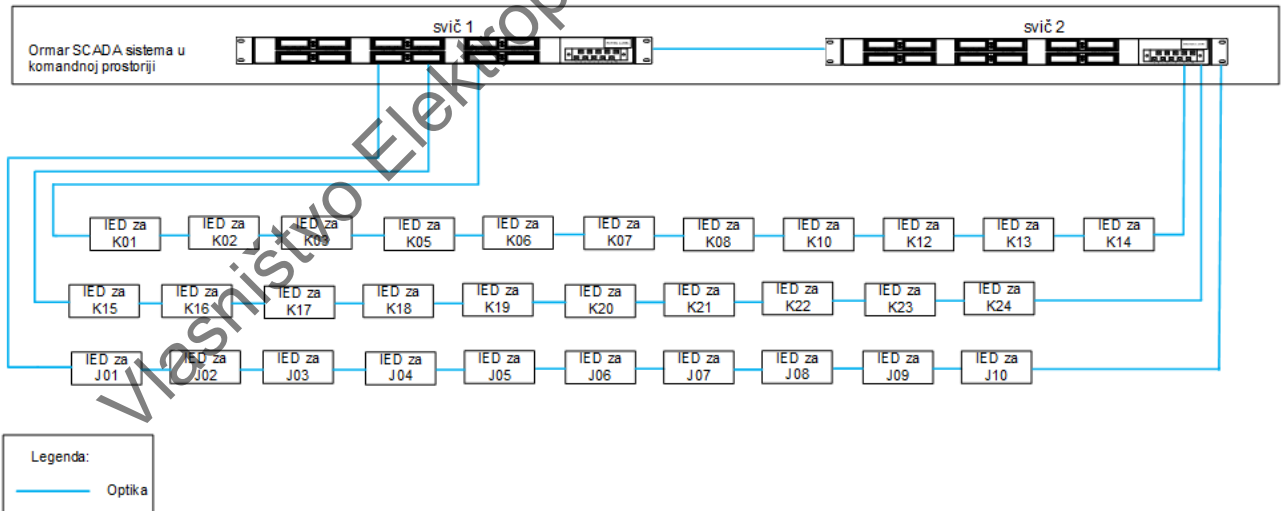 svič 1
svič 2
Ormar SCADA sistema u
komandnoj prostoriji
Vlasništvo Elektrop
IED za
K01
IED za
K02
IED za
K03
IED za
K05
IED za
K06
IED za
K07
IED za
K08
IED za
K10
IED za
K12
IED za
K13
IED za
K14
IED za
K15
IED za
K16
IED za
K17
IED za
K18
IED za
K19
IED za
K20
IED za
K21
IED za
K22
IED za
K23
IED za
K24
IED za
J01
IED za
J02
IED za
J03
IED za
J04
IED za
J05
IED za
J06
IED za
J07
IED za
J08
IED za
J09
IED za
J10
Legenda:
Optika